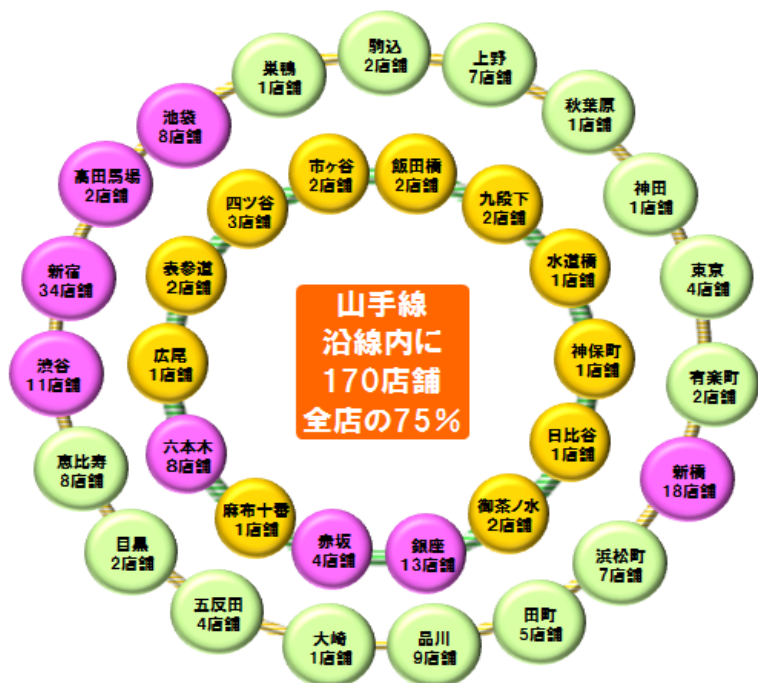 駒込
2店舗
上野
7店舗
秋葉原
1店舗
神田
1店舗
東京
4店舗
有楽町
2店舗
新橋
18店舗
浜松町
7店舗
田町
5店舗
品川
9店舗
大崎
1店舗
五反田
4店舗
目黒
2店舗
恵比寿
8店舗
渋谷
11店舗
新宿
34店舗
高田馬場
2店舗
池袋
8店舗
巣鴨
1店舗
市ヶ谷
2店舗
飯田橋
2店舗
九段下
2店舗
水道橋
1店舗
神保町
1店舗
日比谷
1店舗
御茶ノ水
2店舗
銀座
13店舗
赤坂
4店舗
麻布十番
1店舗
六本木
8店舗
広尾
1店舗
表参道
2店舗
四ツ谷
3店舗
山手線
沿線内に
170店舗
全店の75%